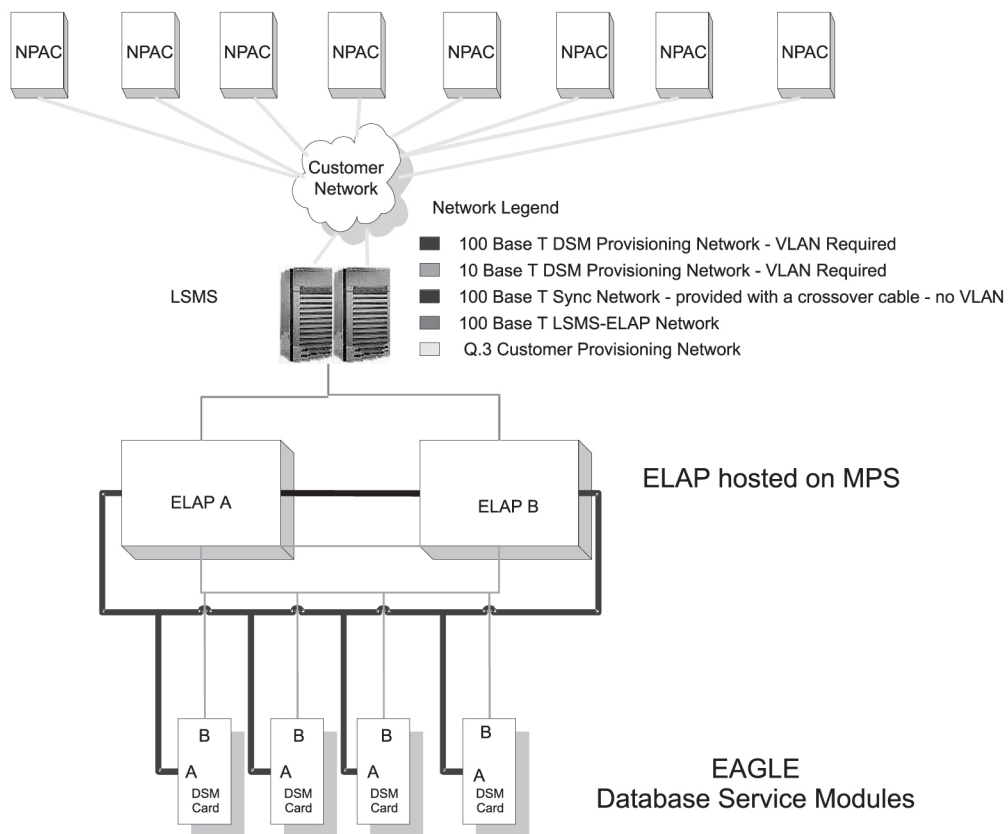 NPAC NPAC NPAC NPAC NPAC NPAC NPAC NPAC
Customer
Network
Network Legend
100 Base T DSM Provisioning Network - VLAN Required
10 Base T DSM Provisioning Network - VLAN Required
LSMS
100 Base T Sync Network - provided with a crossover cable - no VLAN
100 Base T LSMS-ELAP Network
Q.3 Customer Provisioning Network
ELAP A
ELAP B
ELAP hosted on MPS
B B B B
A A A A
DSM
Card
DSM
Card
DSM
Card
DSM
Card
EAGLE
Database Service Modules